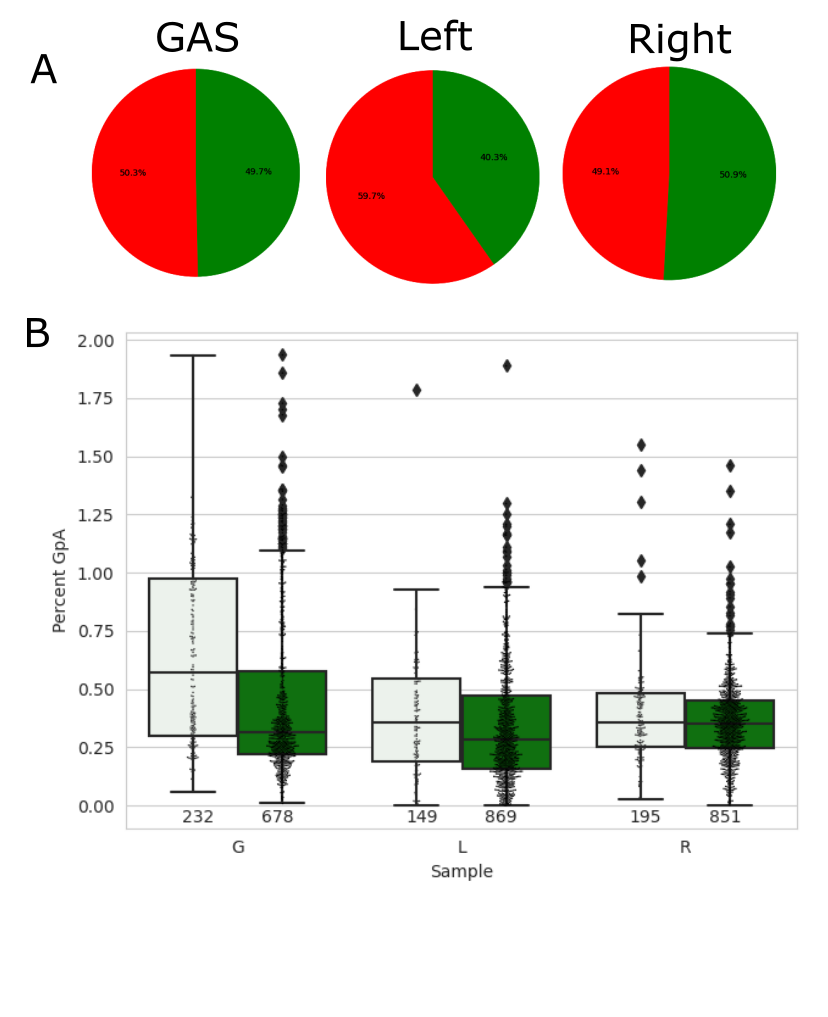 GAS Left Right
A
50.3% 49.7% 59.7% 40.3% 49.1% 50.9%
B
2.00
1.75
1.50
1.25
1.00
0.75
0.50
0.25
0.00
Percent GpA
232 678 149 869 195 851
G L R
Sample